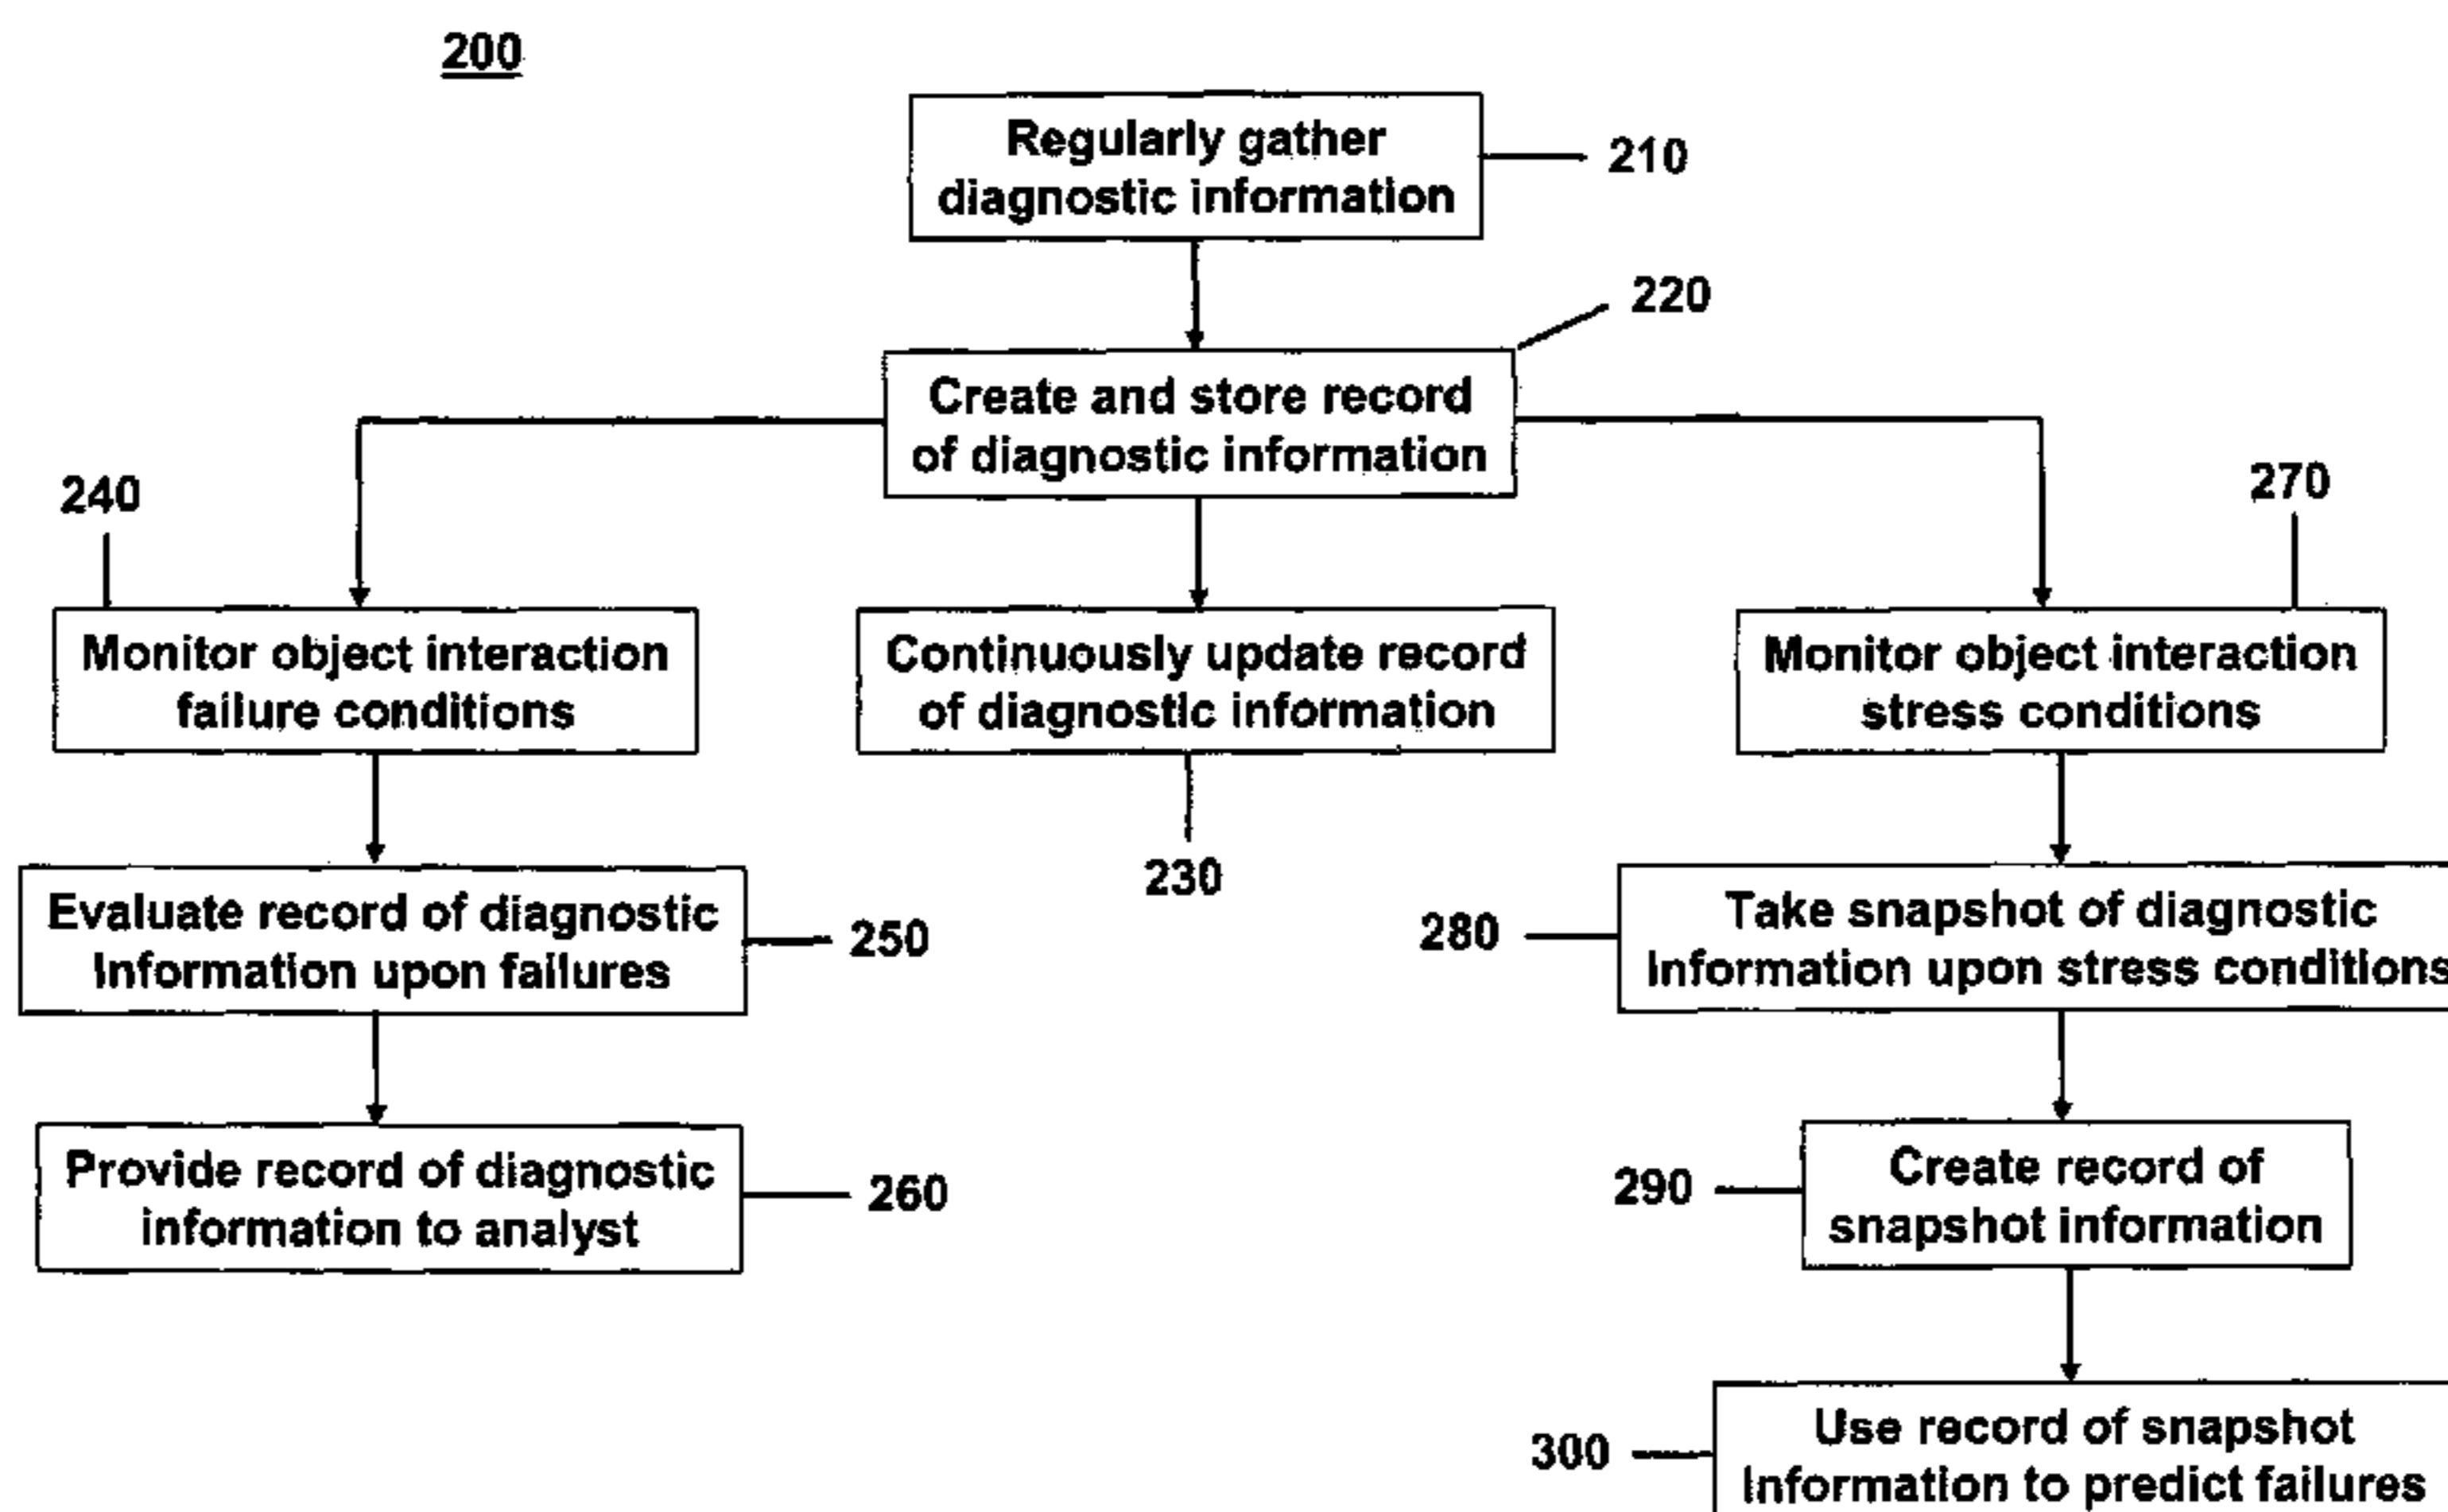 200
Regularly gather
diagnostic information
210
220
Create and store record
of diagnostic information
240
270
Monitor object interaction
failure conditions
Continuously update record
of diagnostic information
Monitor object interaction
stress conditions
230
Evaluate record of diagnostic
Information upon failures
250
280
Take snapshot of diagnostic
Information upon stress conditions
Provide record of diagnostic
information to analyst
260
290
Create record of
snapshot information
300
Use record of snapshot
Information to predict failures